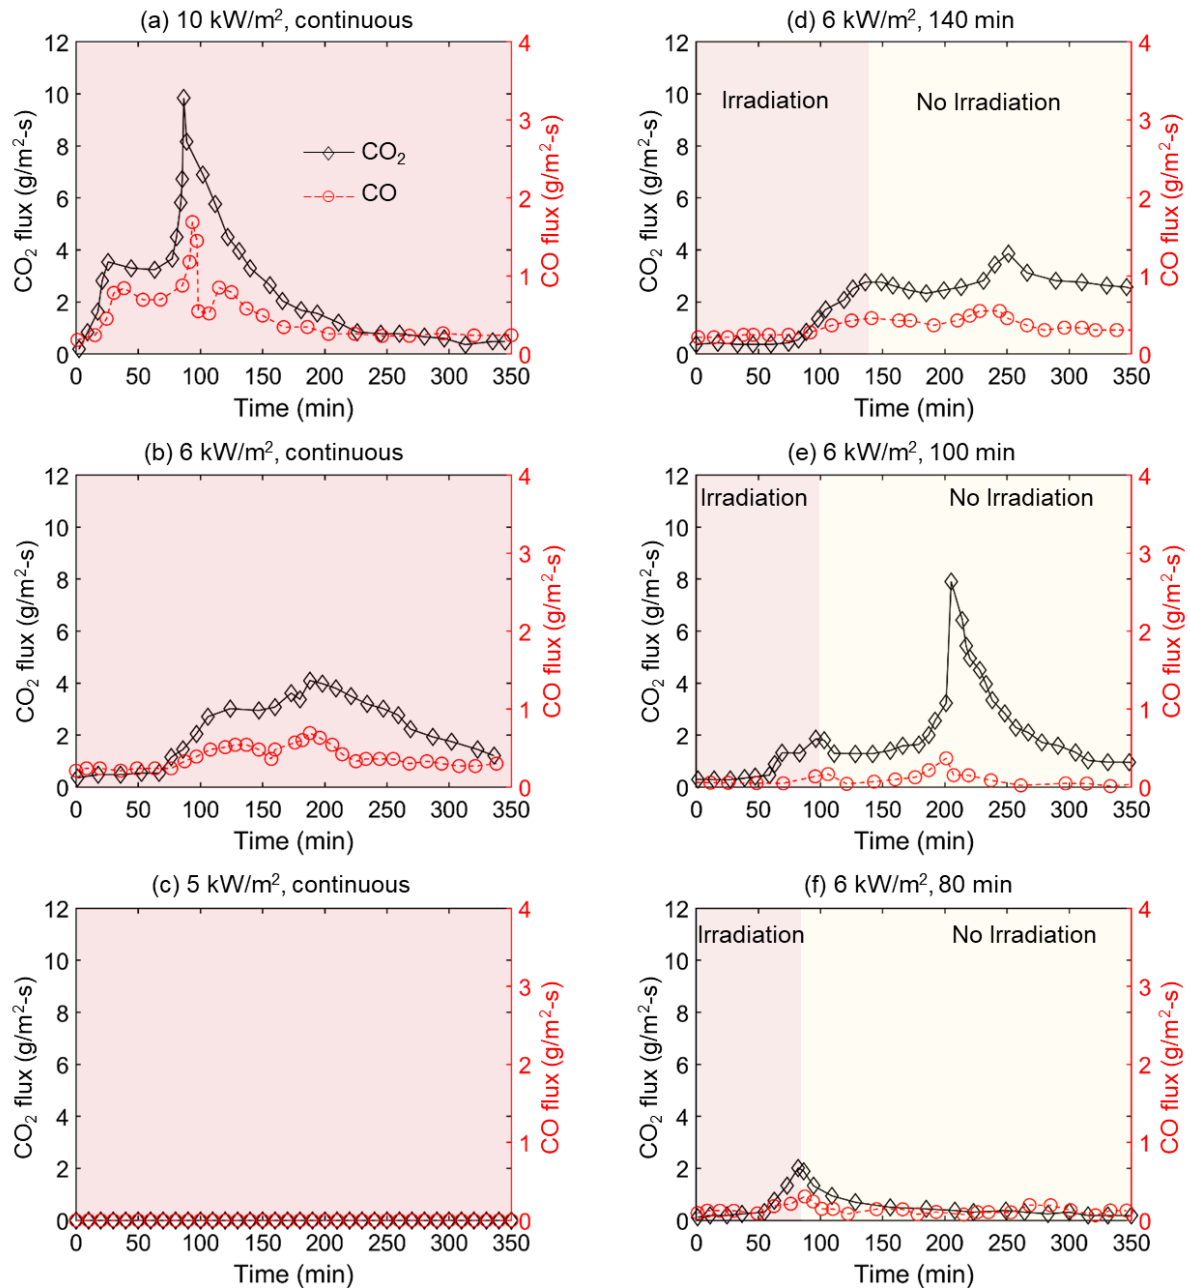 (a) 10 kW/m², continuous
12
10
8
6
4
2
0
CO₂ flux (g/m²-s)
CO₂
CO
4
3
2
1
0
CO flux (g/m²-s)
0 50 100 150 200 250 300 350
Time (min)
(d) 6 kW/m², 140 min
12
10
8
6
4
2
0
CO₂ flux (g/m²-s)
Irradiation
No Irradiation
4
3
2
1
0
CO flux (g/m²-s)
0 50 100 150 200 250 300 350
Time (min)
(b) 6 kW/m², continuous
12
10
8
6
4
2
0
CO₂ flux (g/m²-s)
4
3
2
1
0
CO flux (g/m²-s)
0 50 100 150 200 250 300 350
Time (min)
(e) 6 kW/m², 100 min
12
10
8
6
4
2
0
CO₂ flux (g/m²-s)
Irradiation
No Irradiation
4
3
2
1
0
CO flux (g/m²-s)
0 50 100 150 200 250 300 350
Time (min)
(c) 5 kW/m², continuous
12
10
8
6
4
2
0
CO₂ flux (g/m²-s)
4
3
2
1
0
CO flux (g/m²-s)
0 50 100 150 200 250 300 350
Time (min)
(f) 6 kW/m², 80 min
12
10
8
6
4
2
0
CO₂ flux (g/m²-s)
Irradiation
No Irradiation
4
3
2
1
0
CO flux (g/m²-s)
0 50 100 150 200 250 300 350
Time (min)